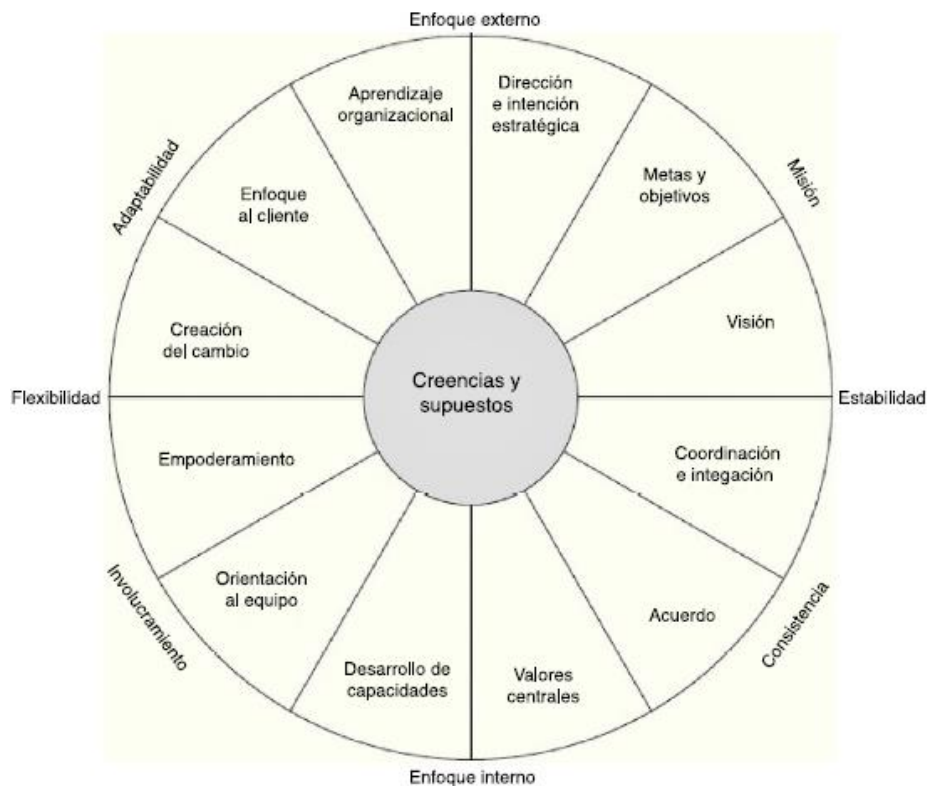 Enfoque externo
Aprendizaje
organizacional
Dirección
e intención
estratégica
Enfoque
al cliente
Metas y
objetivos
Adaptabilidad
Misión
Creación
del cambio
Visión
Creencias y
supuestos
Flexibilidad
Estabilidad
Empoderamiento
Coordinación
e integación
Orientación
al equipo
Acuerdo
Involucramiento
Consistencia
Desarrollo de
capacidades
Valores
centrales
Enfoque interno